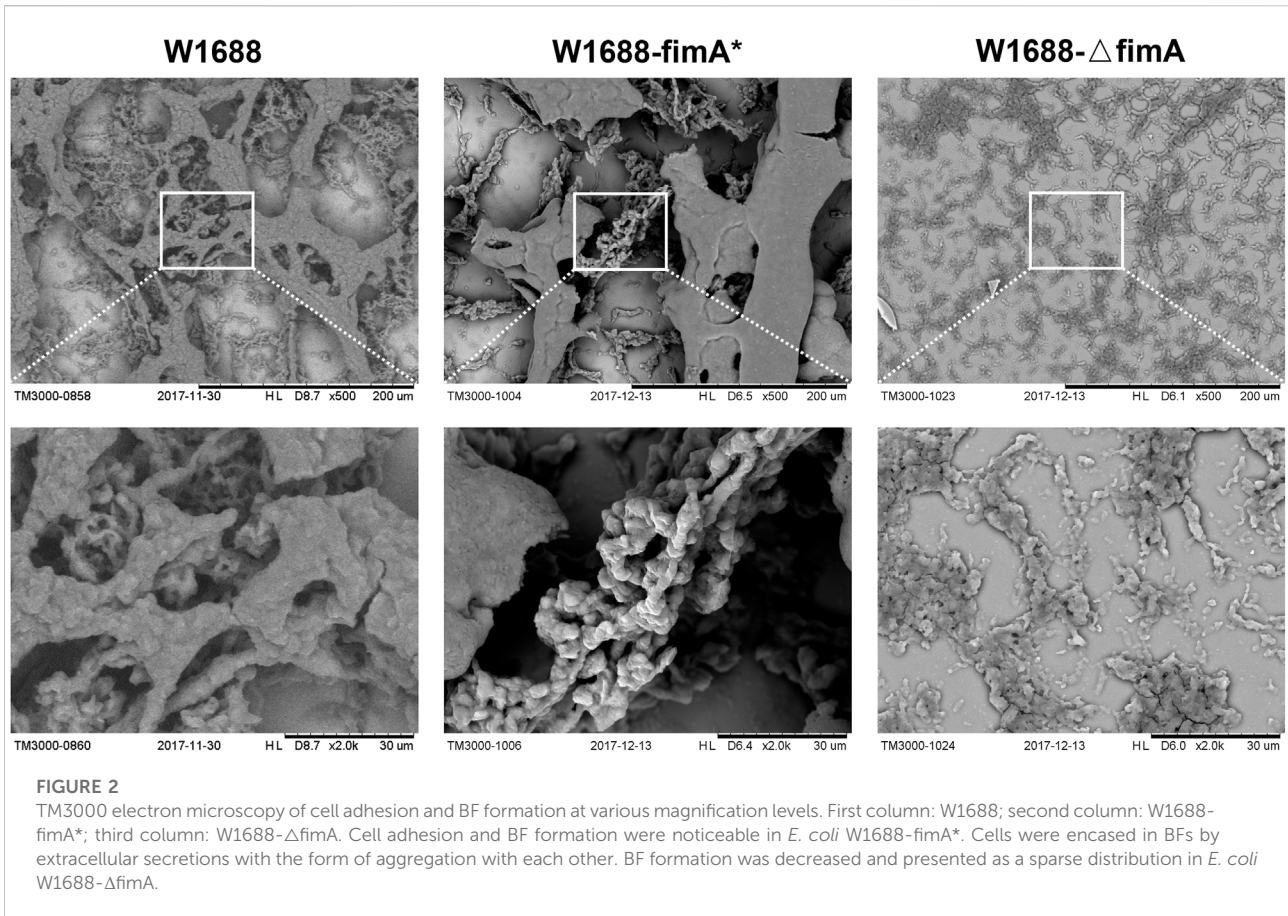 W1688
W1688-fimA*
W1688-△fimA
TM3000-0858 2017-11-30 HL D8.7 x500 200 um
TM3000-1004 2017-12-13 HL D6.5 x500 200 um
TM3000-1023 2017-12-13 HL D6.1 x500 200 um
TM3000-0860 2017-11-30 HL D8.7 x2.0k 30 um
TM3000-1006 2017-12-13 HL D6.4 x2.0k 30 um
TM3000-1024 2017-12-13 HL D6.0 x2.0k 30 um
FIGURE 2
TM3000 electron microscopy of cell adhesion and BF formation at various magnification levels. First column: W1688; second column: W1688-
fimA*; third column: W1688-△fimA. Cell adhesion and BF formation were noticeable in E. coli W1688-fimA*. Cells were encased in BFs by
extracellular secretions with the form of aggregation with each other. BF formation was decreased and presented as a sparse distribution in E. coli
W1688-ΔfimA.